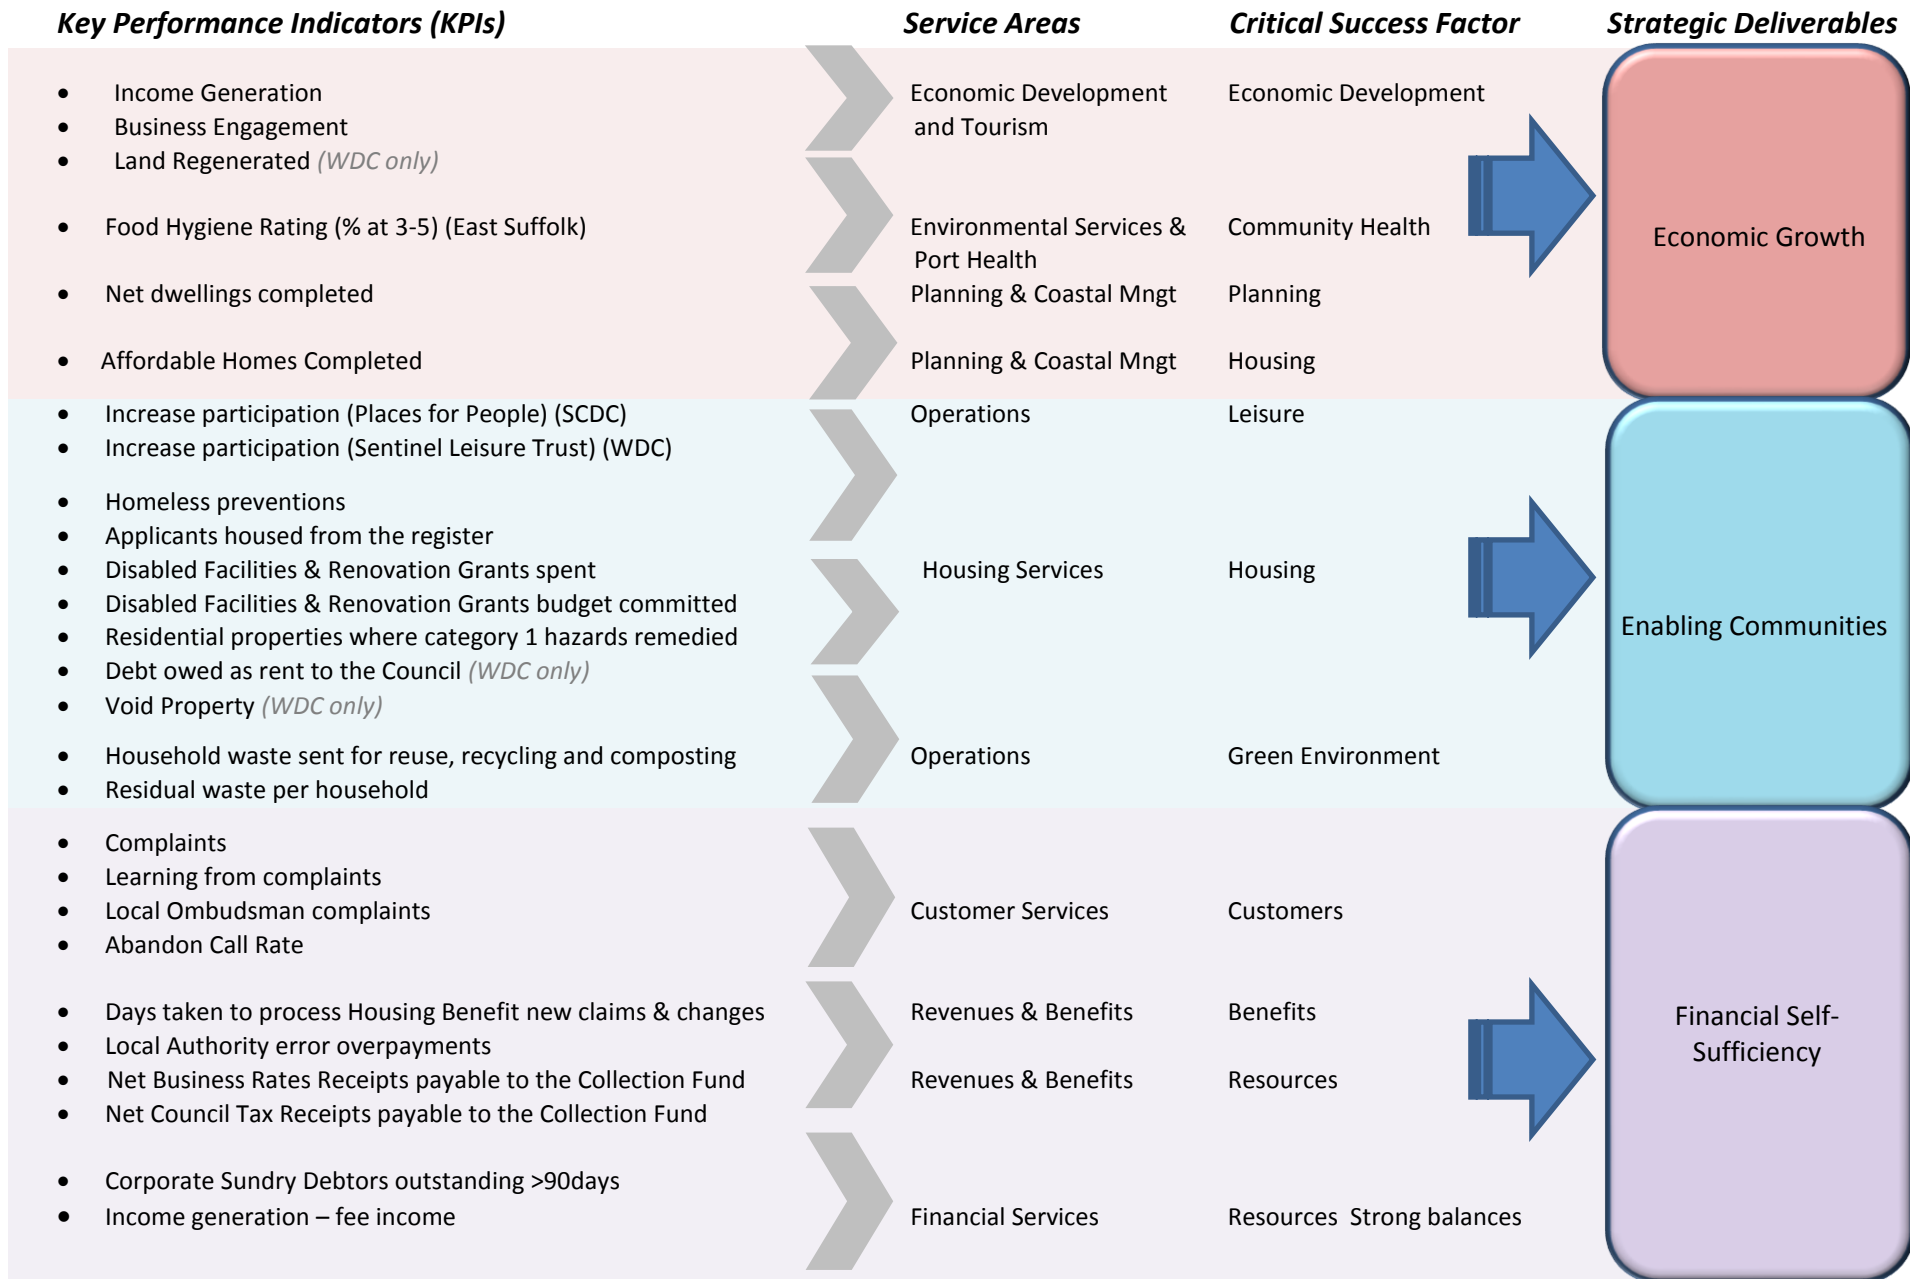 Key Performance Indicators (KPIs) Service Areas Critical Success Factor Strategic Deliverables
• Income Generation Economic Development Economic Development
• Business Engagement and Tourism
• Land Regenerated (WDC only)
• Food Hygiene Rating (% at 3-5) (East Suffolk) Environmental Services & Community Health
Economic Growth
Port Health
• Net dwellings completed Planning & Coastal Mngt Planning
• Affordable Homes Completed Planning & Coastal Mngt Housing
• Increase participation (Places for People) (SCDC) Operations Leisure
• Increase participation (Sentinel Leisure Trust) (WDC)
• Homeless preventions
• Applicants housed from the register
• Disabled Facilities & Renovation Grants spent Housing Services Housing
• Disabled Facilities & Renovation Grants budget committed
Enabling Communities
• Residential properties where category 1 hazards remedied
• Debt owed as rent to the Council (WDC only)
• Void Property (WDC only)
• Household waste sent for reuse, recycling and composting Operations Green Environment
• Residual waste per household
• Complaints
• Learning from complaints
• Local Ombudsman complaints Customer Services Customers
• Abandon Call Rate
• Days taken to process Housing Benefit new claims & changes Revenues & Benefits Benefits
Financial Self-
Sufficiency
• Local Authority error overpayments
• Net Business Rates Receipts payable to the Collection Fund Revenues & Benefits Resources
• Net Council Tax Receipts payable to the Collection Fund
• Corporate Sundry Debtors outstanding >90days
• Income generation – fee income Financial Services Resources Strong balances